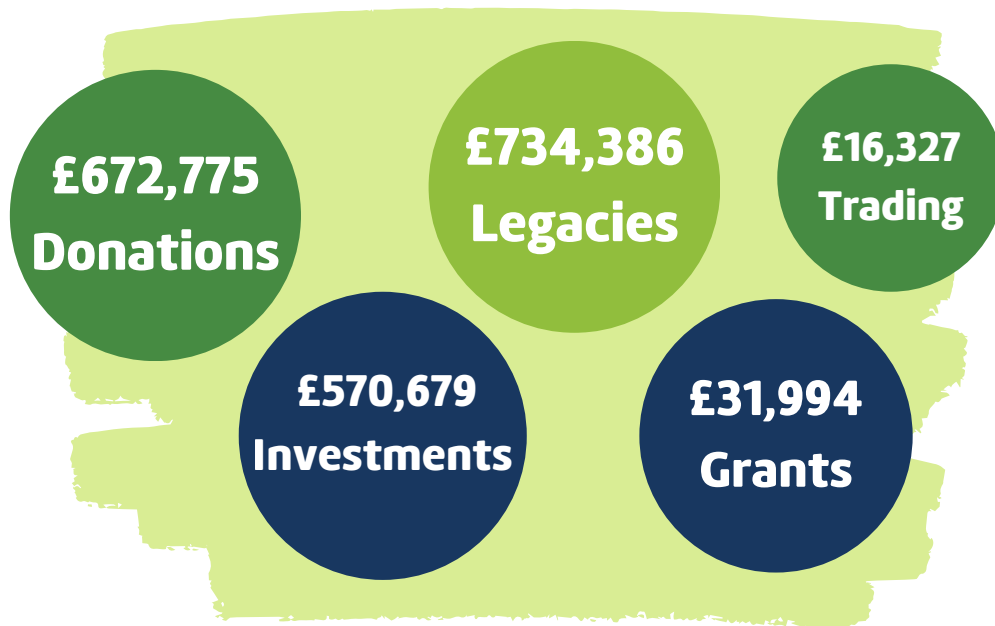 £672,775
Donations
£734,386
Legacies
£16,327
Trading
£570,679
Investments
£31,994
Grants